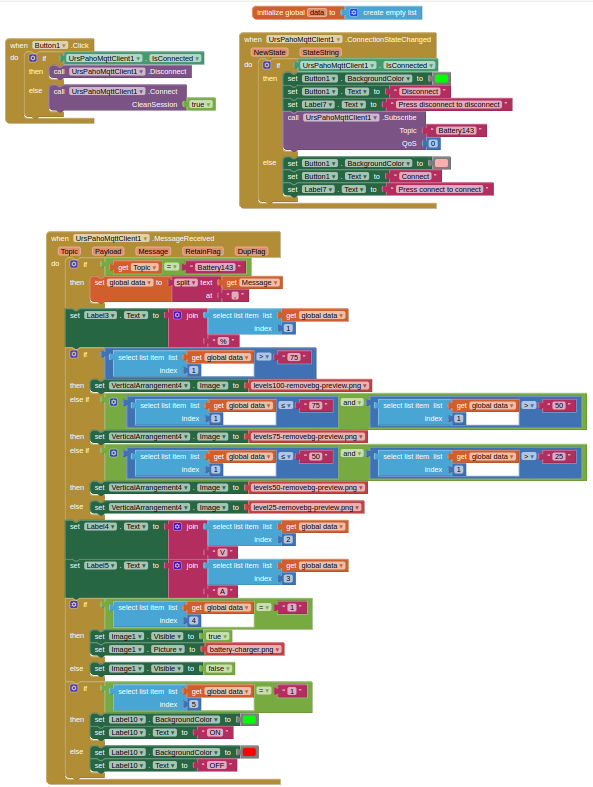 initialize global data to create empty list
when Button1 .Click
do if UrsPahoMqttClient1 . IsConnected
then call UrsPahoMqttClient1 .Disconnect
else call UrsPahoMqttClient1 .Connect
CleanSession true
when UrsPahoMqttClient1 .ConnectionStateChanged
NewState StateString
do if UrsPahoMqttClient1 . IsConnected
then set Button1 . BackgroundColor to
set Button1 . Text to " Disconnect "
set Label7 . Text to " Press disconnect to disconnect "
call UrsPahoMqttClient1 .Subscribe
Topic " Battery143 "
QoS 0
else set Button1 . BackgroundColor to
set Button1 . Text to " Connect "
set Label7 . Text to " Press connect to connect "
when UrsPahoMqttClient1 .MessageReceived
Topic Payload Message RetainFlag DupFlag
do if get Topic = " Battery143 "
then set global data to split text get Message
at " , "
set Label3 . Text to join select list item list get global data
index 1
" % "
if select list item list get global data > " 75 "
index 1
then set VerticalArrangement4 . Image to levels100-removebg-preview.png
else if select list item list get global data ≤ " 75 " and select list item list get global data > " 50 "
index 1 index 1
then set VerticalArrangement4 . Image to levels75-removebg-preview.png
else if select list item list get global data ≤ " 50 " and select list item list get global data > " 25 "
index 1 index 1
then set VerticalArrangement4 . Image to levels50-removebg-preview.png
else set VerticalArrangement4 . Image to level25-removebg-preview.png
set Label4 . Text to join select list item list get global data
index 2
" V "
set Label5 . Text to join select list item list get global data
index 3
" A "
if select list item list get global data = " 1 "
index 4
then set Image1 . Visible to true
set Image1 . Picture to battery-charger.png
else set Image1 . Visible to false
if select list item list get global data = " 1 "
index 5
then set Label10 . BackgroundColor to
set Label10 . Text to " ON "
else set Label10 . BackgroundColor to
set Label10 . Text to " OFF "